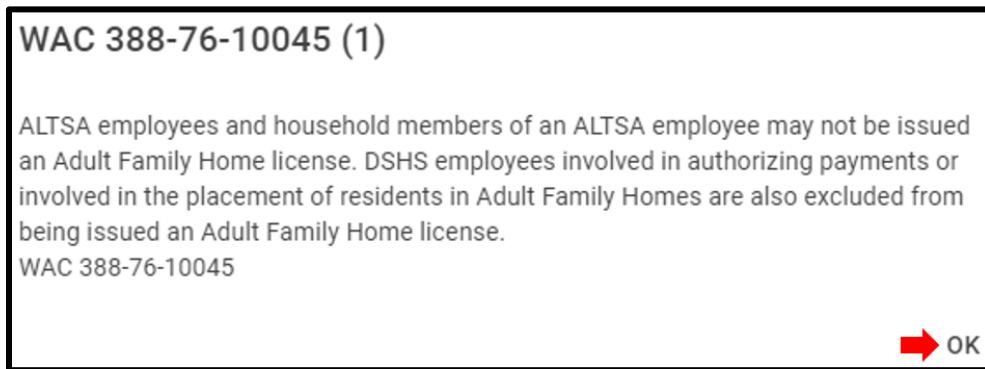 WAC 388-76-10045 (1)
ALTSA employees and household members of an ALTSA employee may not be issued
an Adult Family Home license. DSHS employees involved in authorizing payments or
involved in the placement of residents in Adult Family Homes are also excluded from
being issued an Adult Family Home license.
WAC 388-76-10045
OK